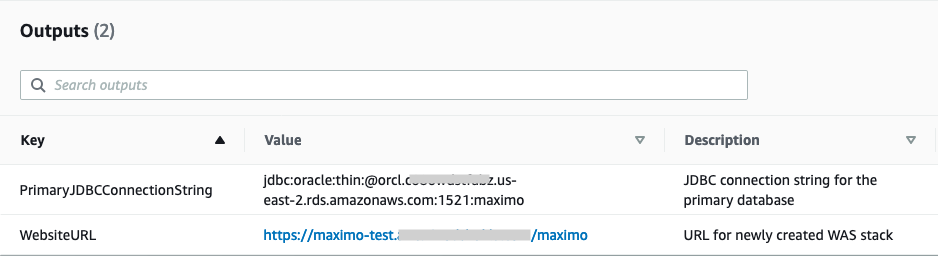 Outputs (2)
Search outputs
Key Value Description
PrimaryJDBCConnectionString
jdbc:oracle:thin:@orcl. .us-
east-2.rds.amazonaws.com:1521:maximo
JDBC connection string for the
primary database
WebsiteURL
https://maximo-test. /maximo
URL for newly created WAS stack